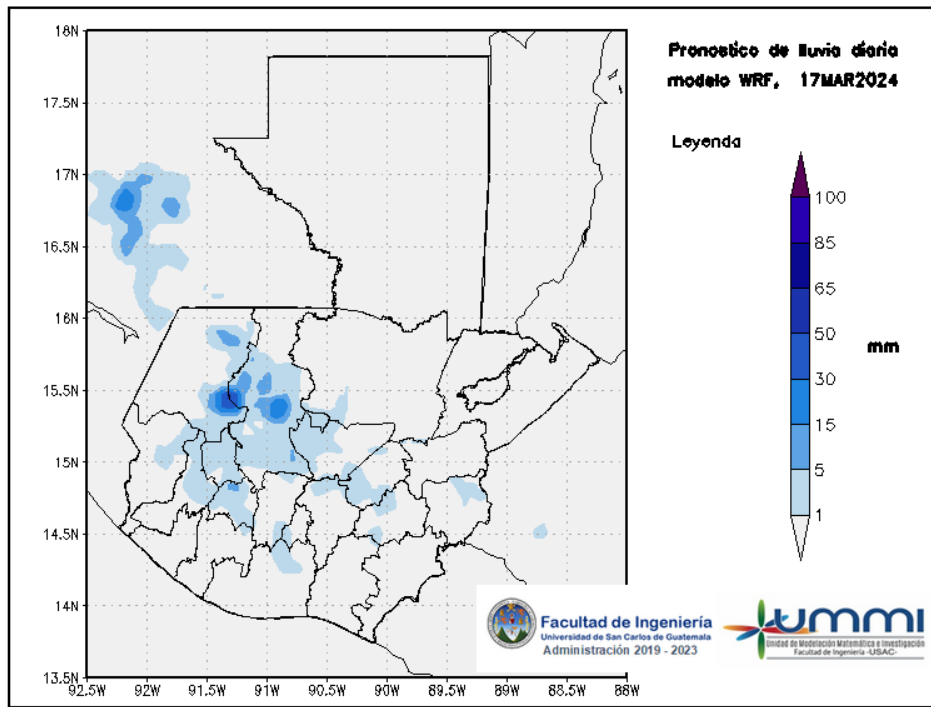 18N
17.5N
17N
16.5N
16N
15.5N
15N
14.5N
14N
13.5N
92.5W
92W
91.5W
91W
90.5W
90W
89.5W
89W
88.5W
88W
Pronostico de lluvia diaria
modelo WRF, 17MAR2024
Leyenda
100
85
65
50
30
15
5
1
mm
Facultad de Ingeniería
Universidad de San Carlos de Guatemala
Administración 2019 - 2023
UMMI
Unidad de Modelación Matemática e Investigación
Facultad de Ingeniería -USAC-